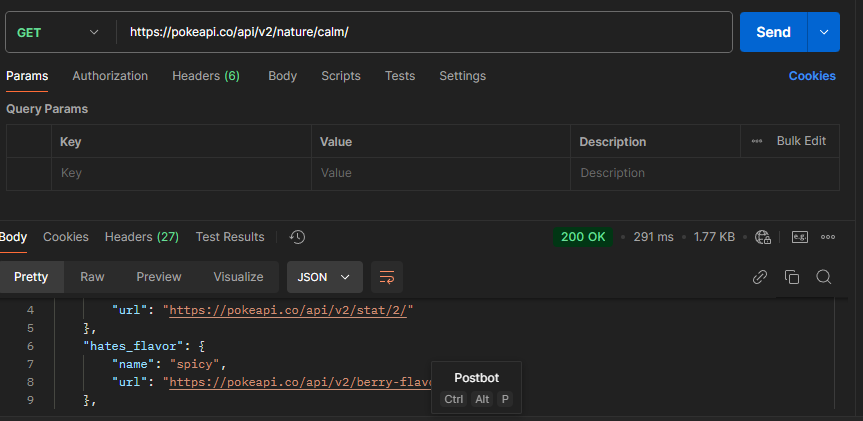 GET https://pokeapi.co/api/v2/nature/calm/ Send
Params Authorization Headers (6) Body Scripts Tests Settings Cookies
Query Params
Key Value Description ••• Bulk Edit
Key Value Description
Body Cookies Headers (27) Test Results 200 OK • 291 ms • 1.77 KB e.g. •••
Pretty Raw Preview Visualize JSON
4 "url": "https://pokeapi.co/api/v2/stat/2/"
5 },
6 "hates_flavor": {
7 "name": "spicy",
8 "url": "https://pokeapi.co/api/v2/berry-flavo
9 },
Postbot
Ctrl Alt P